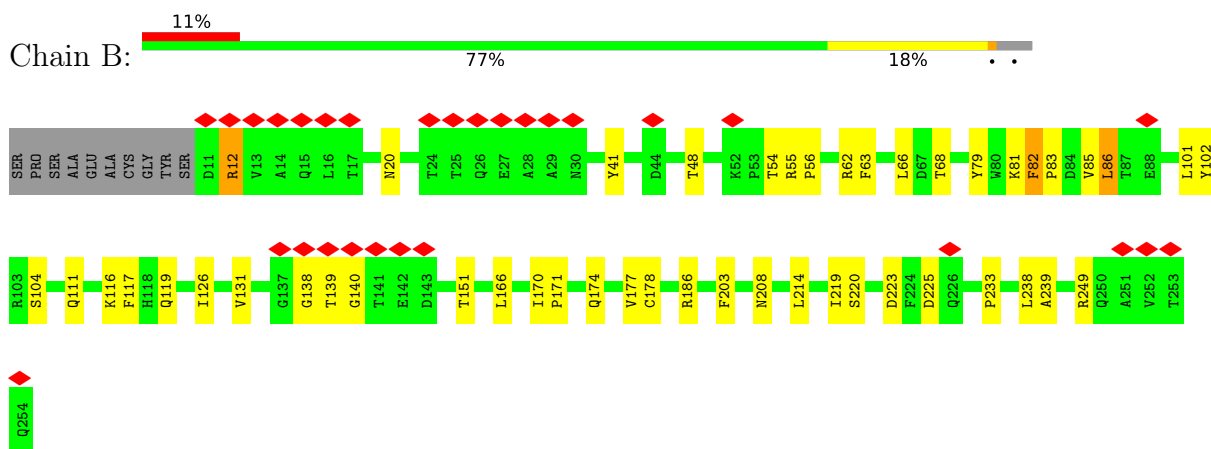 11%
Chain B:
77% 18% • •
SER PRO SER ALA GLU ALA CYS GLY TYR SER D11 R12 V13 A14 Q15 L16 T17 N20 T24 T25 Q26 E27 A28 A29 N30 Y41 D44 T48 K52 P53 T54 R55 P56 R62 F63 L66 D67 T68 Y79 W80 K81 F82 P83 D84 V85 L86 T87 E88 L101 Y102
R103 S104 Q111 K116 F117 H118 Q119 I126 V131 G137 G138 T139 G140 T141 E142 D143 T151 L166 I170 P171 Q174 V177 C178 R186 F203 N208 L214 I219 S220 D223 F224 D225 Q226 P233 L238 A239 R249 Q250 A251 V252 T253
Q254